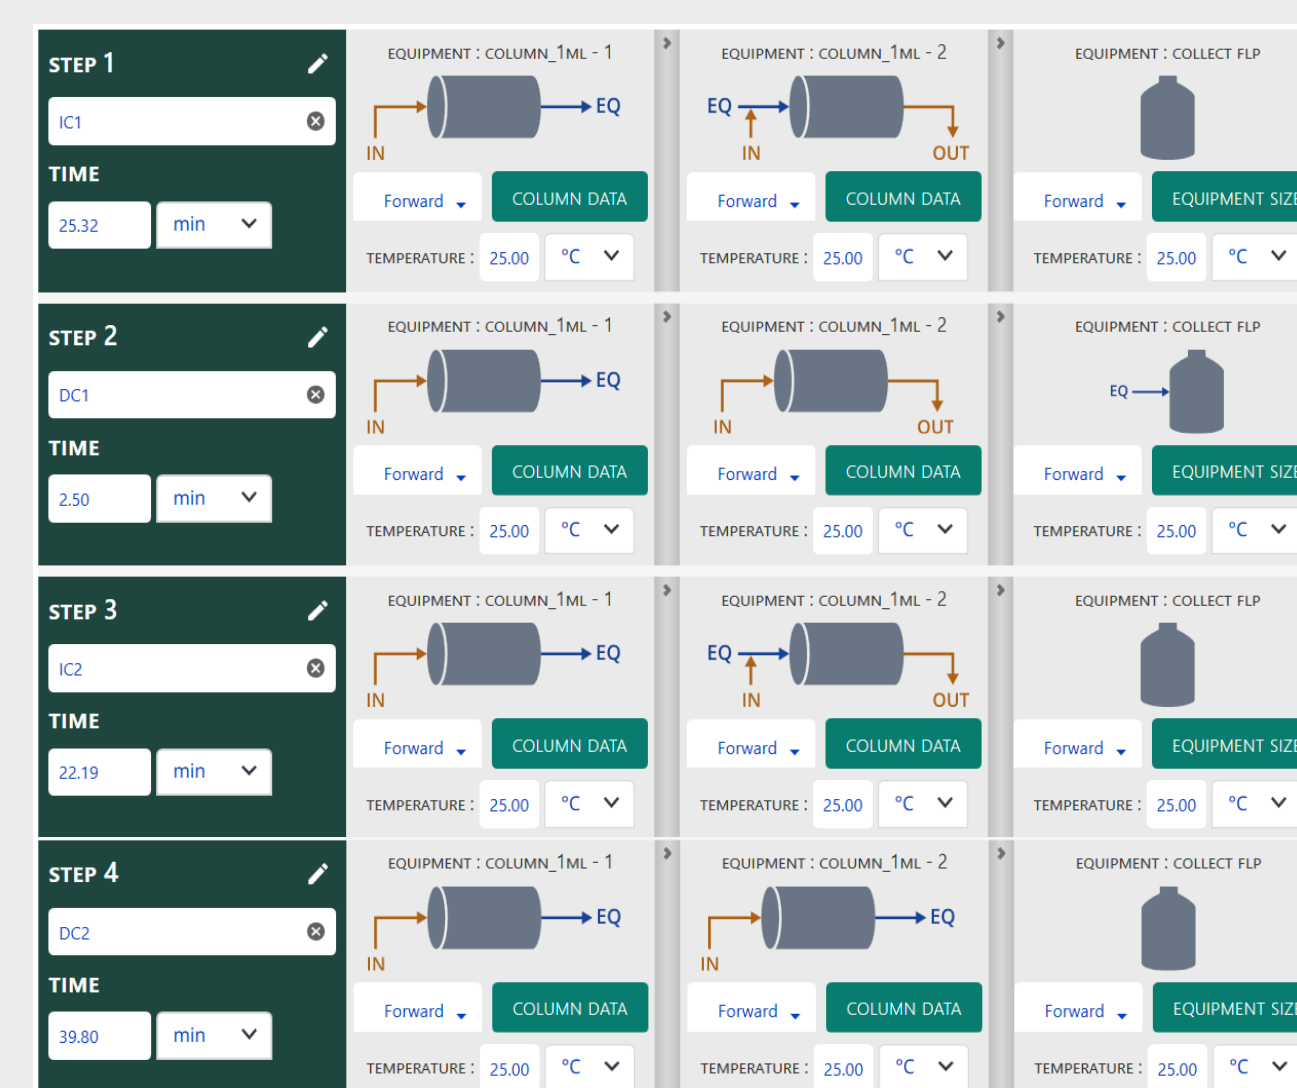 STEP 1
IC1
TIME
25.32 min
EQUIPMENT : COLUMN_1ML - 1
EQ
IN
Forward COLUMN DATA
TEMPERATURE : 25.00 °C
EQUIPMENT : COLUMN_1ML - 2
EQ
IN OUT
Forward COLUMN DATA
TEMPERATURE : 25.00 °C
EQUIPMENT : COLLECT FLP
Forward EQUIPMENT SIZE
TEMPERATURE : 25.00 °C
STEP 2
DC1
TIME
2.50 min
EQUIPMENT : COLUMN_1ML - 1
EQ
IN
Forward COLUMN DATA
TEMPERATURE : 25.00 °C
EQUIPMENT : COLUMN_1ML - 2
IN OUT
Forward COLUMN DATA
TEMPERATURE : 25.00 °C
EQUIPMENT : COLLECT FLP
EQ
Forward EQUIPMENT SIZE
TEMPERATURE : 25.00 °C
STEP 3
IC2
TIME
22.19 min
EQUIPMENT : COLUMN_1ML - 1
EQ
IN
Forward COLUMN DATA
TEMPERATURE : 25.00 °C
EQUIPMENT : COLUMN_1ML - 2
EQ
IN OUT
Forward COLUMN DATA
TEMPERATURE : 25.00 °C
EQUIPMENT : COLLECT FLP
Forward EQUIPMENT SIZE
TEMPERATURE : 25.00 °C
STEP 4
DC2
TIME
39.80 min
EQUIPMENT : COLUMN_1ML - 1
EQ
IN
Forward COLUMN DATA
TEMPERATURE : 25.00 °C
EQUIPMENT : COLUMN_1ML - 2
EQ
IN
Forward COLUMN DATA
TEMPERATURE : 25.00 °C
EQUIPMENT : COLLECT FLP
Forward EQUIPMENT SIZE
TEMPERATURE : 25.00 °C